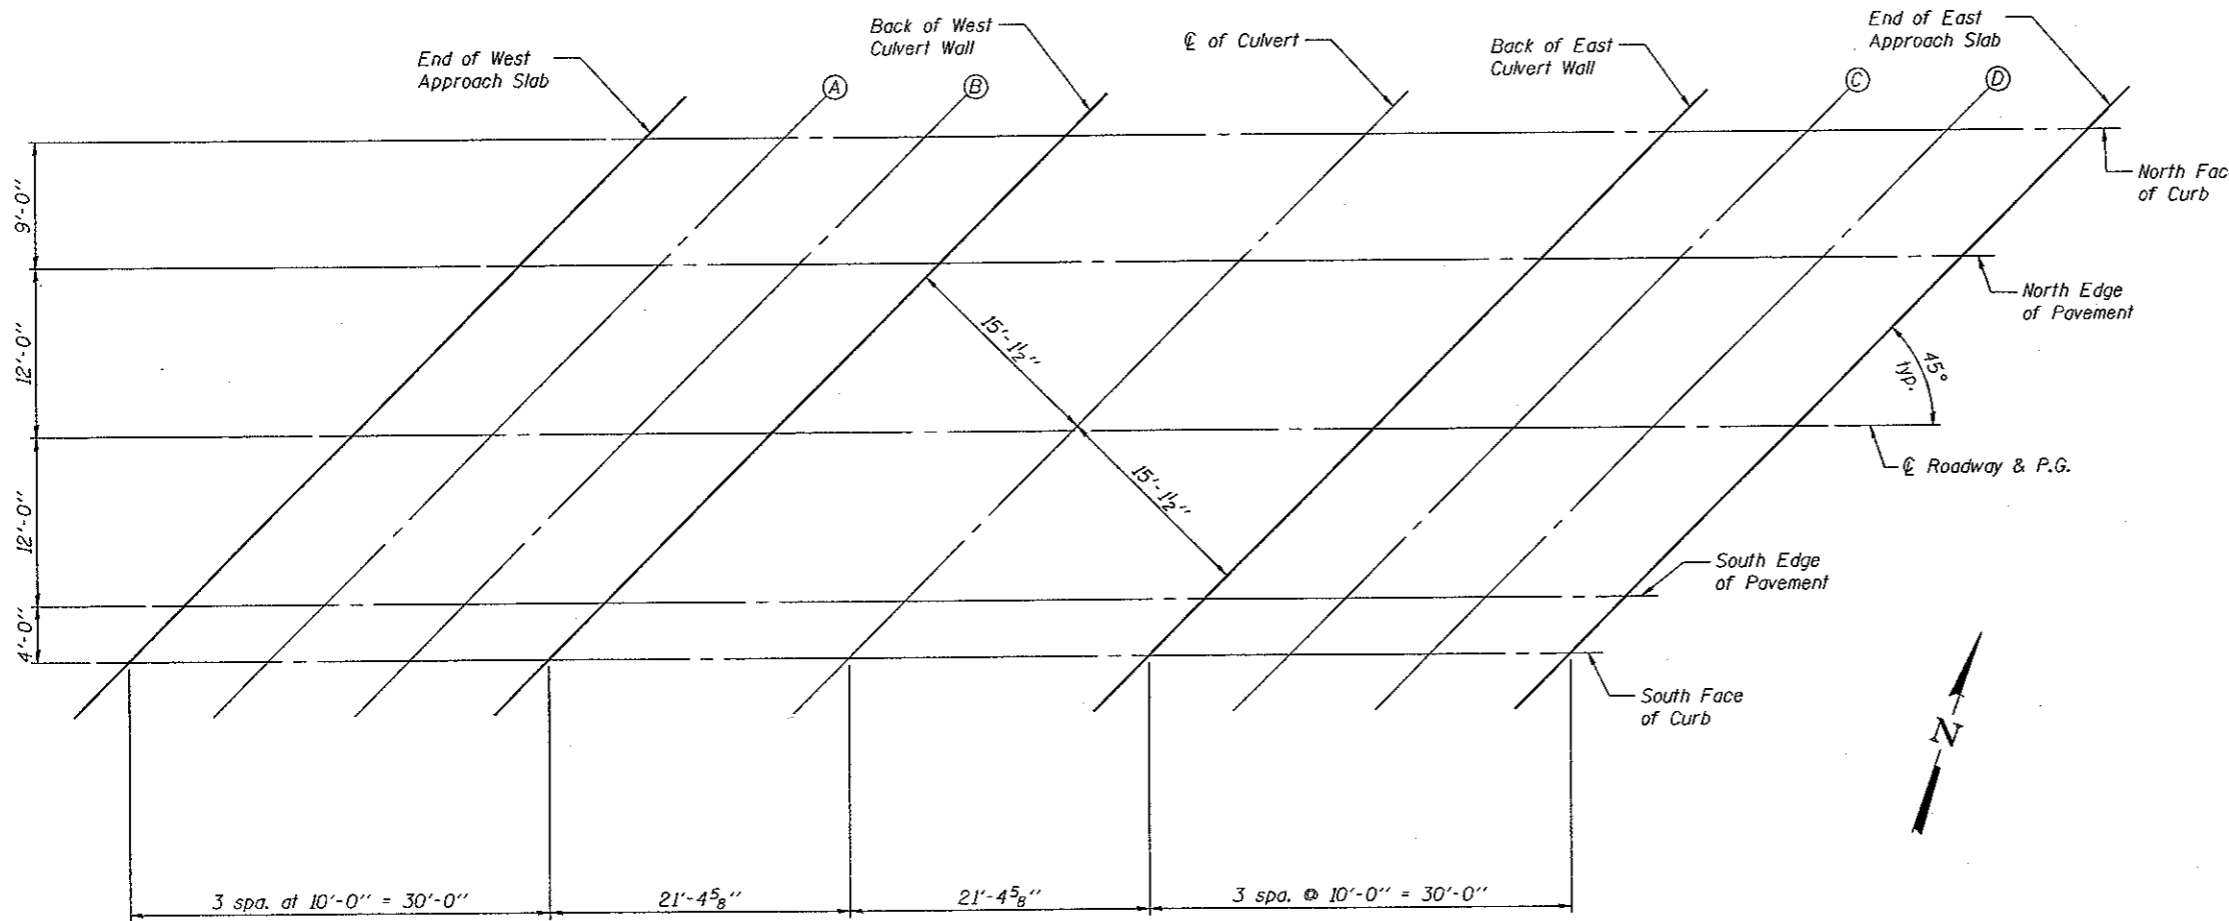 End of West
Approach Slab
Back of West
Culvert Wall
℄ of Culvert
Back of East
Culvert Wall
End of East
Approach Slab
A
B
C
D
9'-0"
12'-0"
12'-0"
4'-0"
North Fac
of Curb
North Edge
of Pavement
15'-1½"
15'-1½"
45°
typ.
℄ Roadway & P.G.
South Edge
of Pavement
South Face
of Curb
N
3 spa. at 10'-0" = 30'-0"
21'-4⅝"
21'-4⅝"
3 spa. @ 10'-0" = 30'-0"